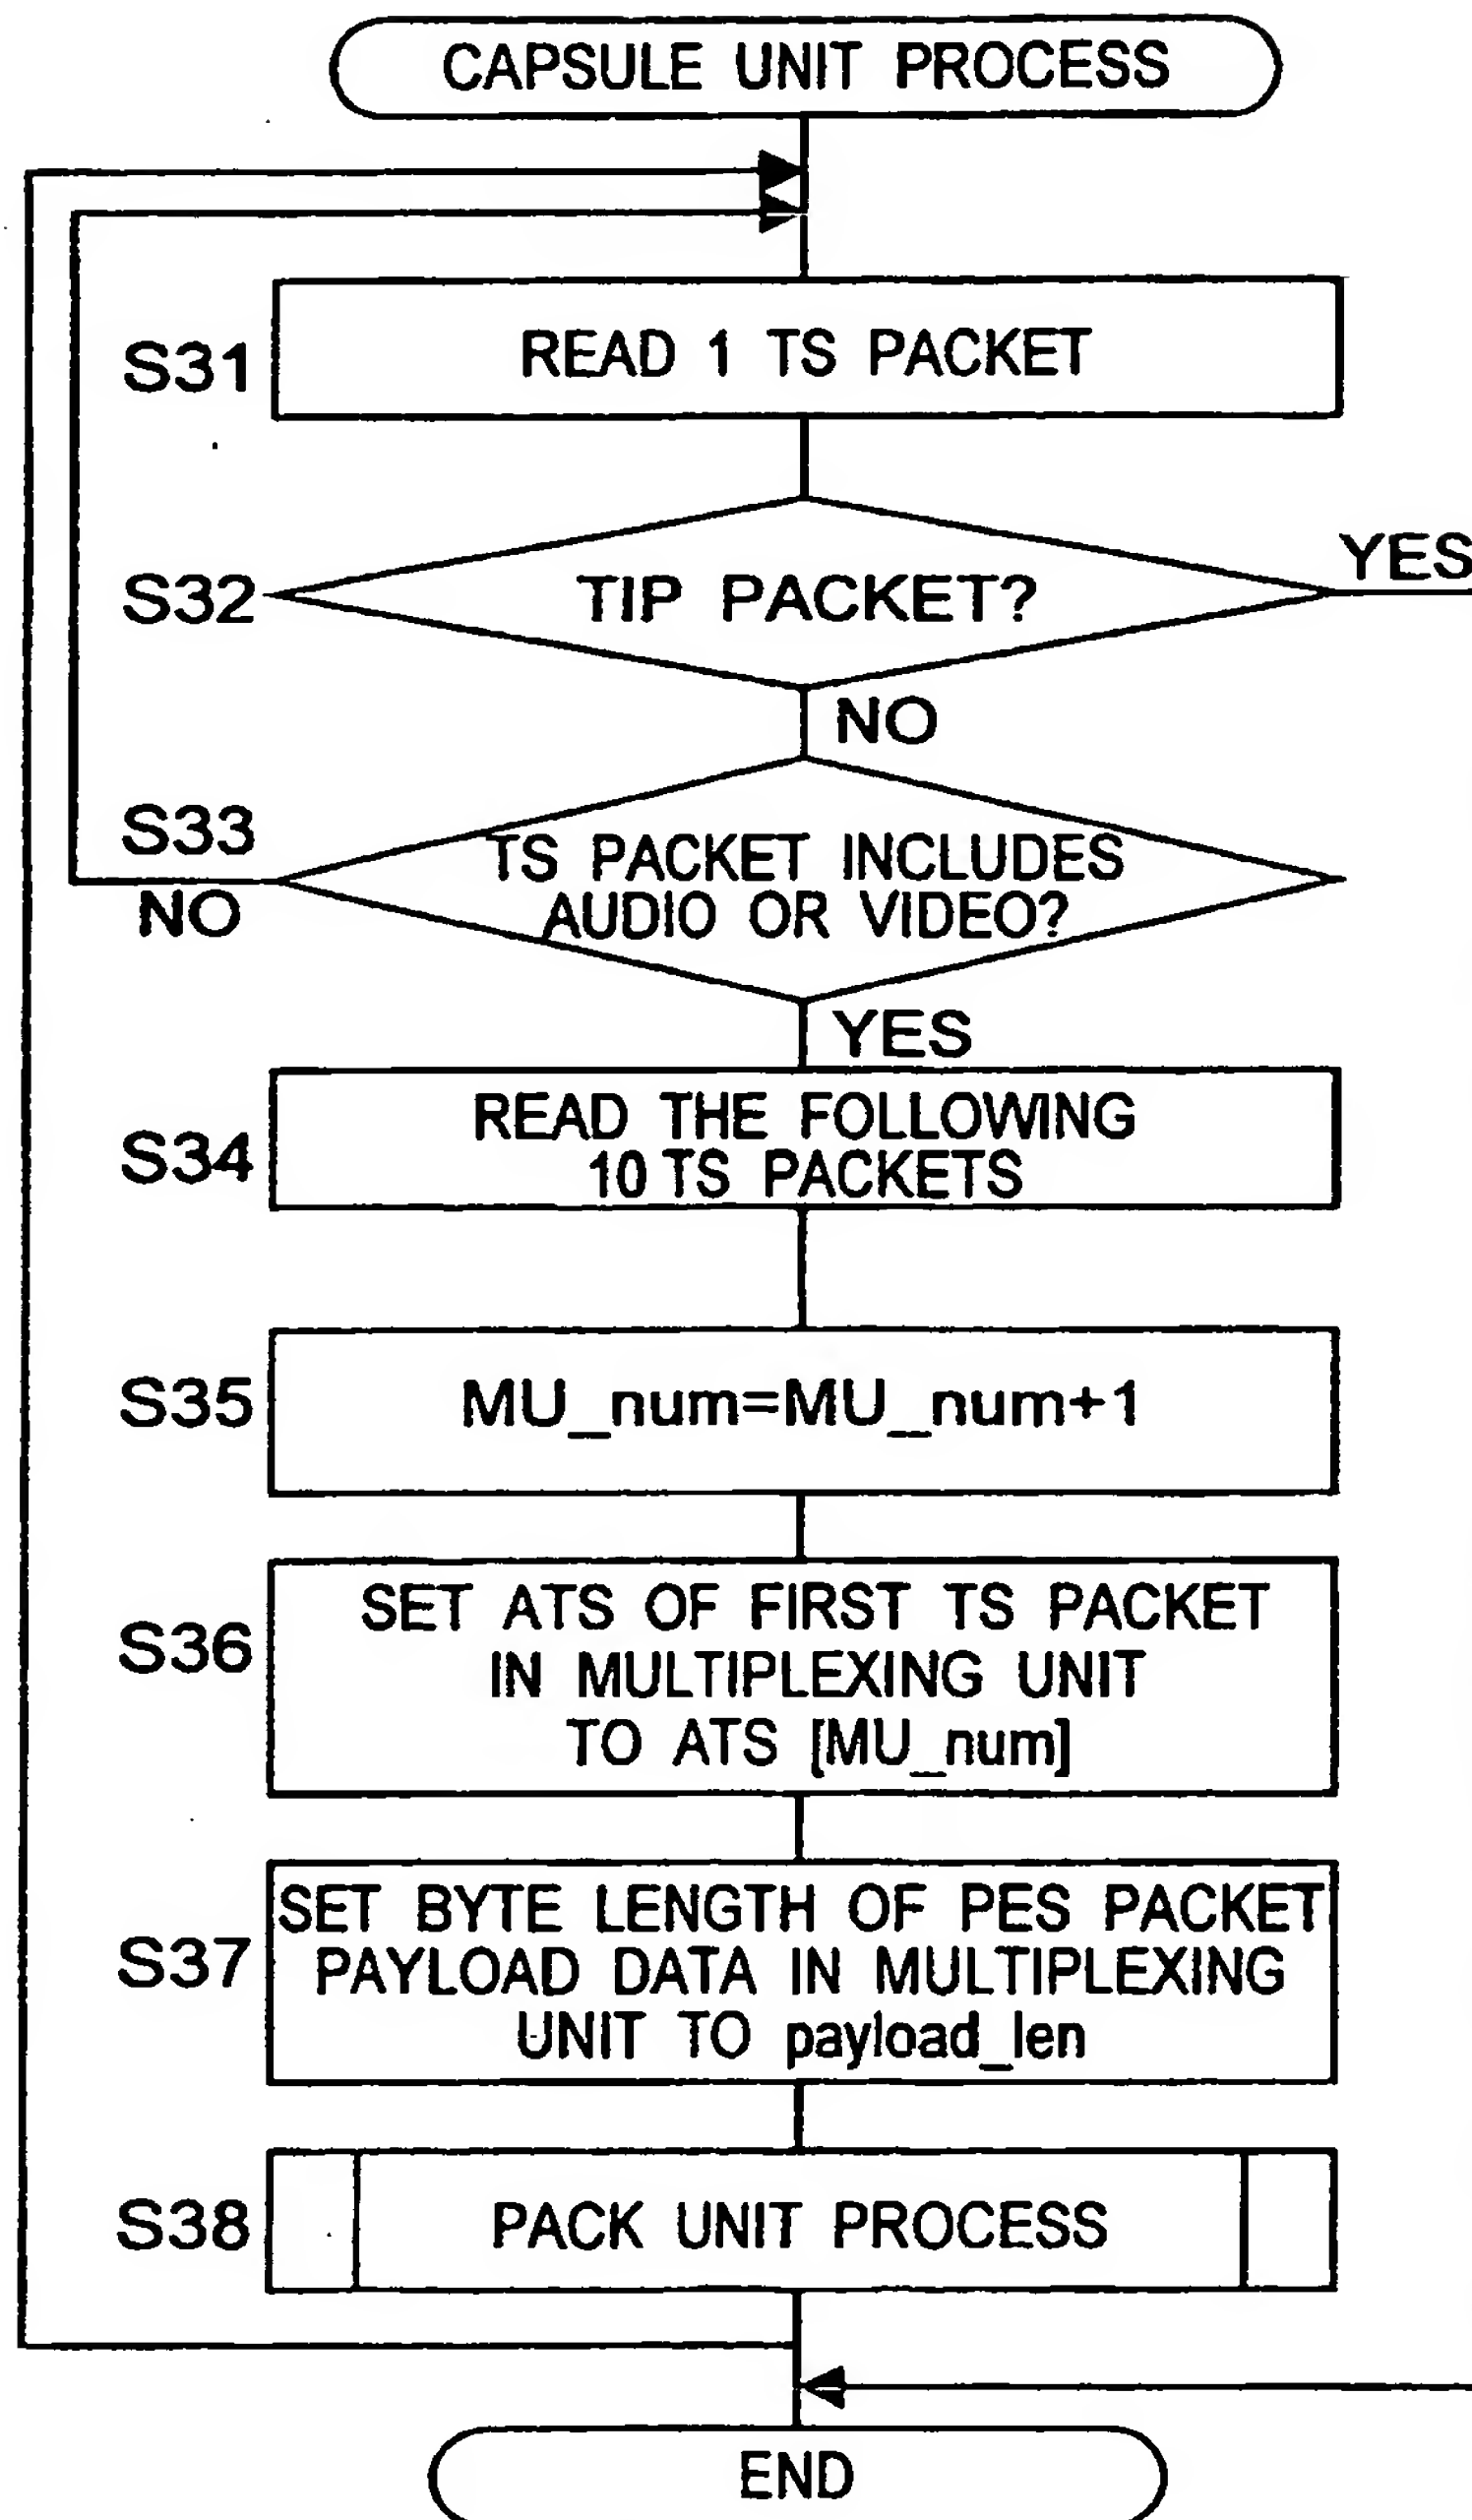 CAPSULE UNIT PROCESS
S31
READ 1 TS PACKET
S32
TIP PACKET?
YES
NO
S33
TS PACKET INCLUDES
AUDIO OR VIDEO?
NO
YES
S34
READ THE FOLLOWING
10 TS PACKETS
S35
MU_num=MU_num+1
S36
SET ATS OF FIRST TS PACKET
IN MULTIPLEXING UNIT
TO ATS [MU_num]
S37
SET BYTE LENGTH OF PES PACKET
PAYLOAD DATA IN MULTIPLEXING
UNIT TO payload_len
S38
PACK UNIT PROCESS
END